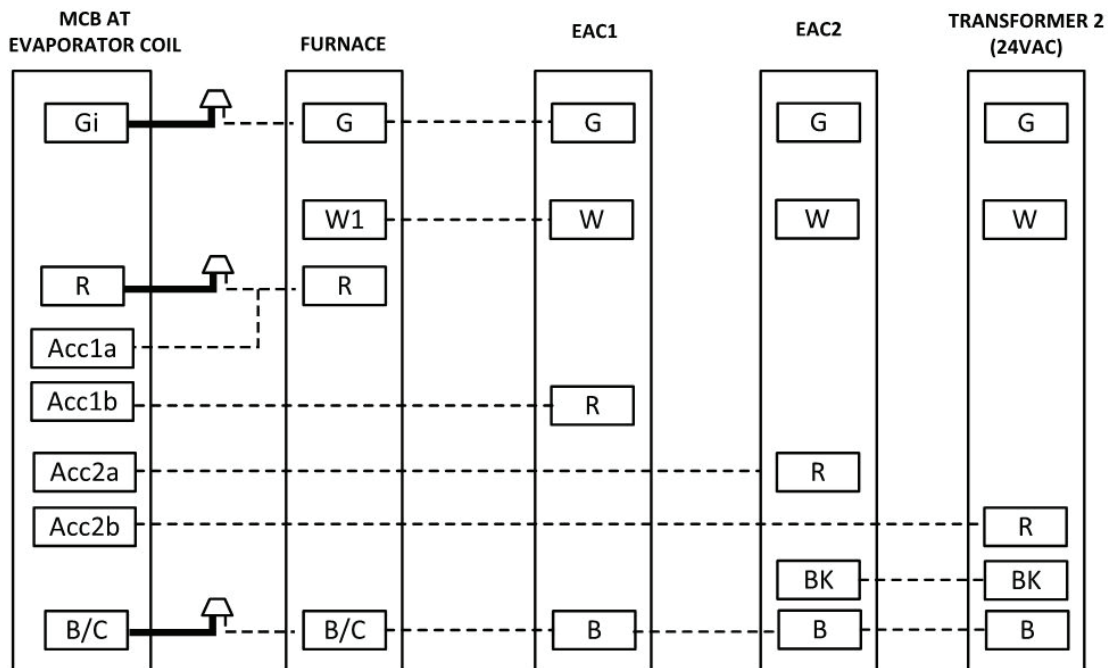 MCB AT
EVAPORATOR COIL
FURNACE
EAC1
EAC2
TRANSFORMER 2
(24VAC)
Gi
G
G
G
G
W1
W
W
W
R
R
Acc1a
Acc1b
R
Acc2a
R
Acc2b
R
BK
BK
B/C
B/C
B
B
B